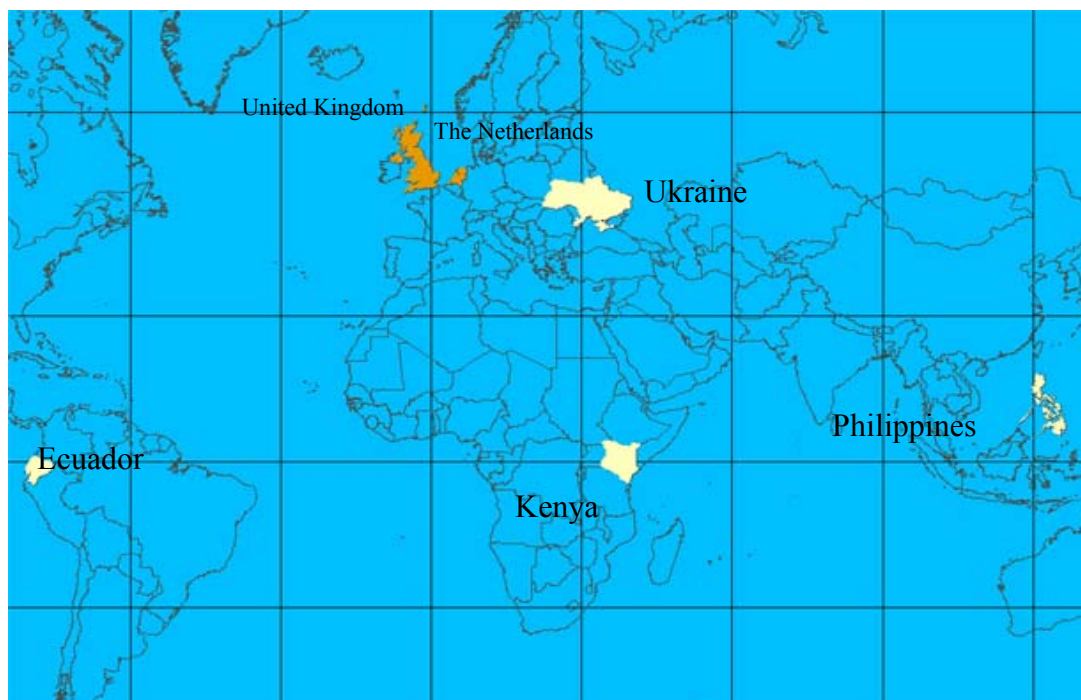 United Kingdom
The Netherlands
Ukraine
Philippines
Ecuador
Kenya